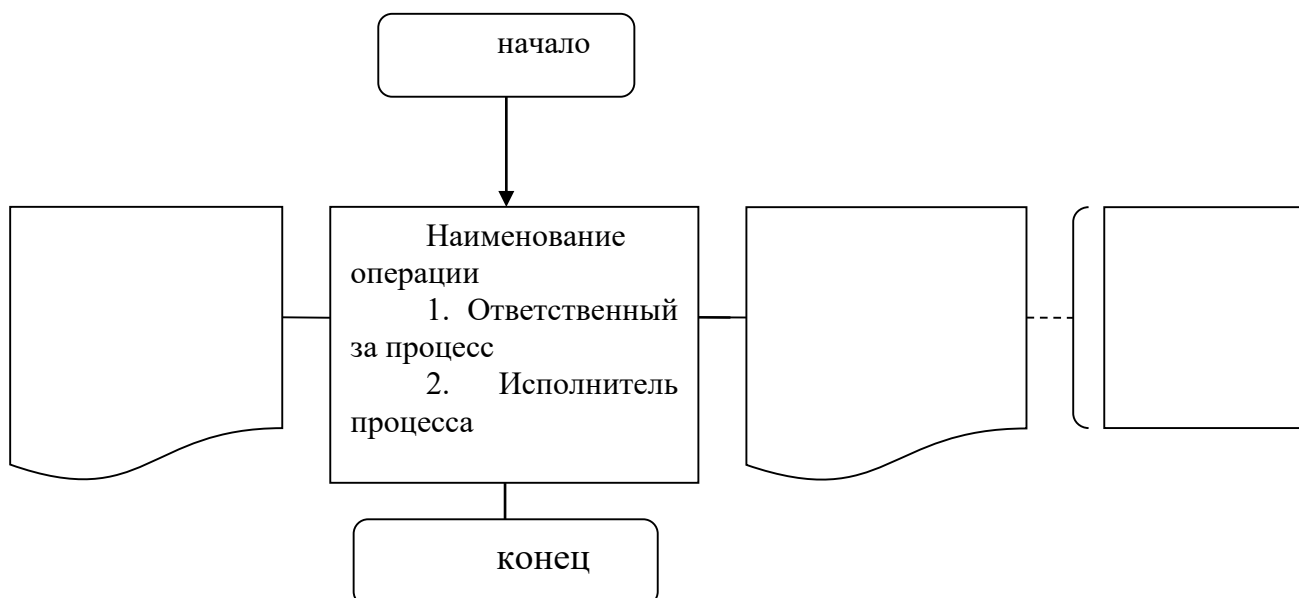 начало
Наименование
операции
1. Ответственный
за процесс
2. Исполнитель
процесса
конец